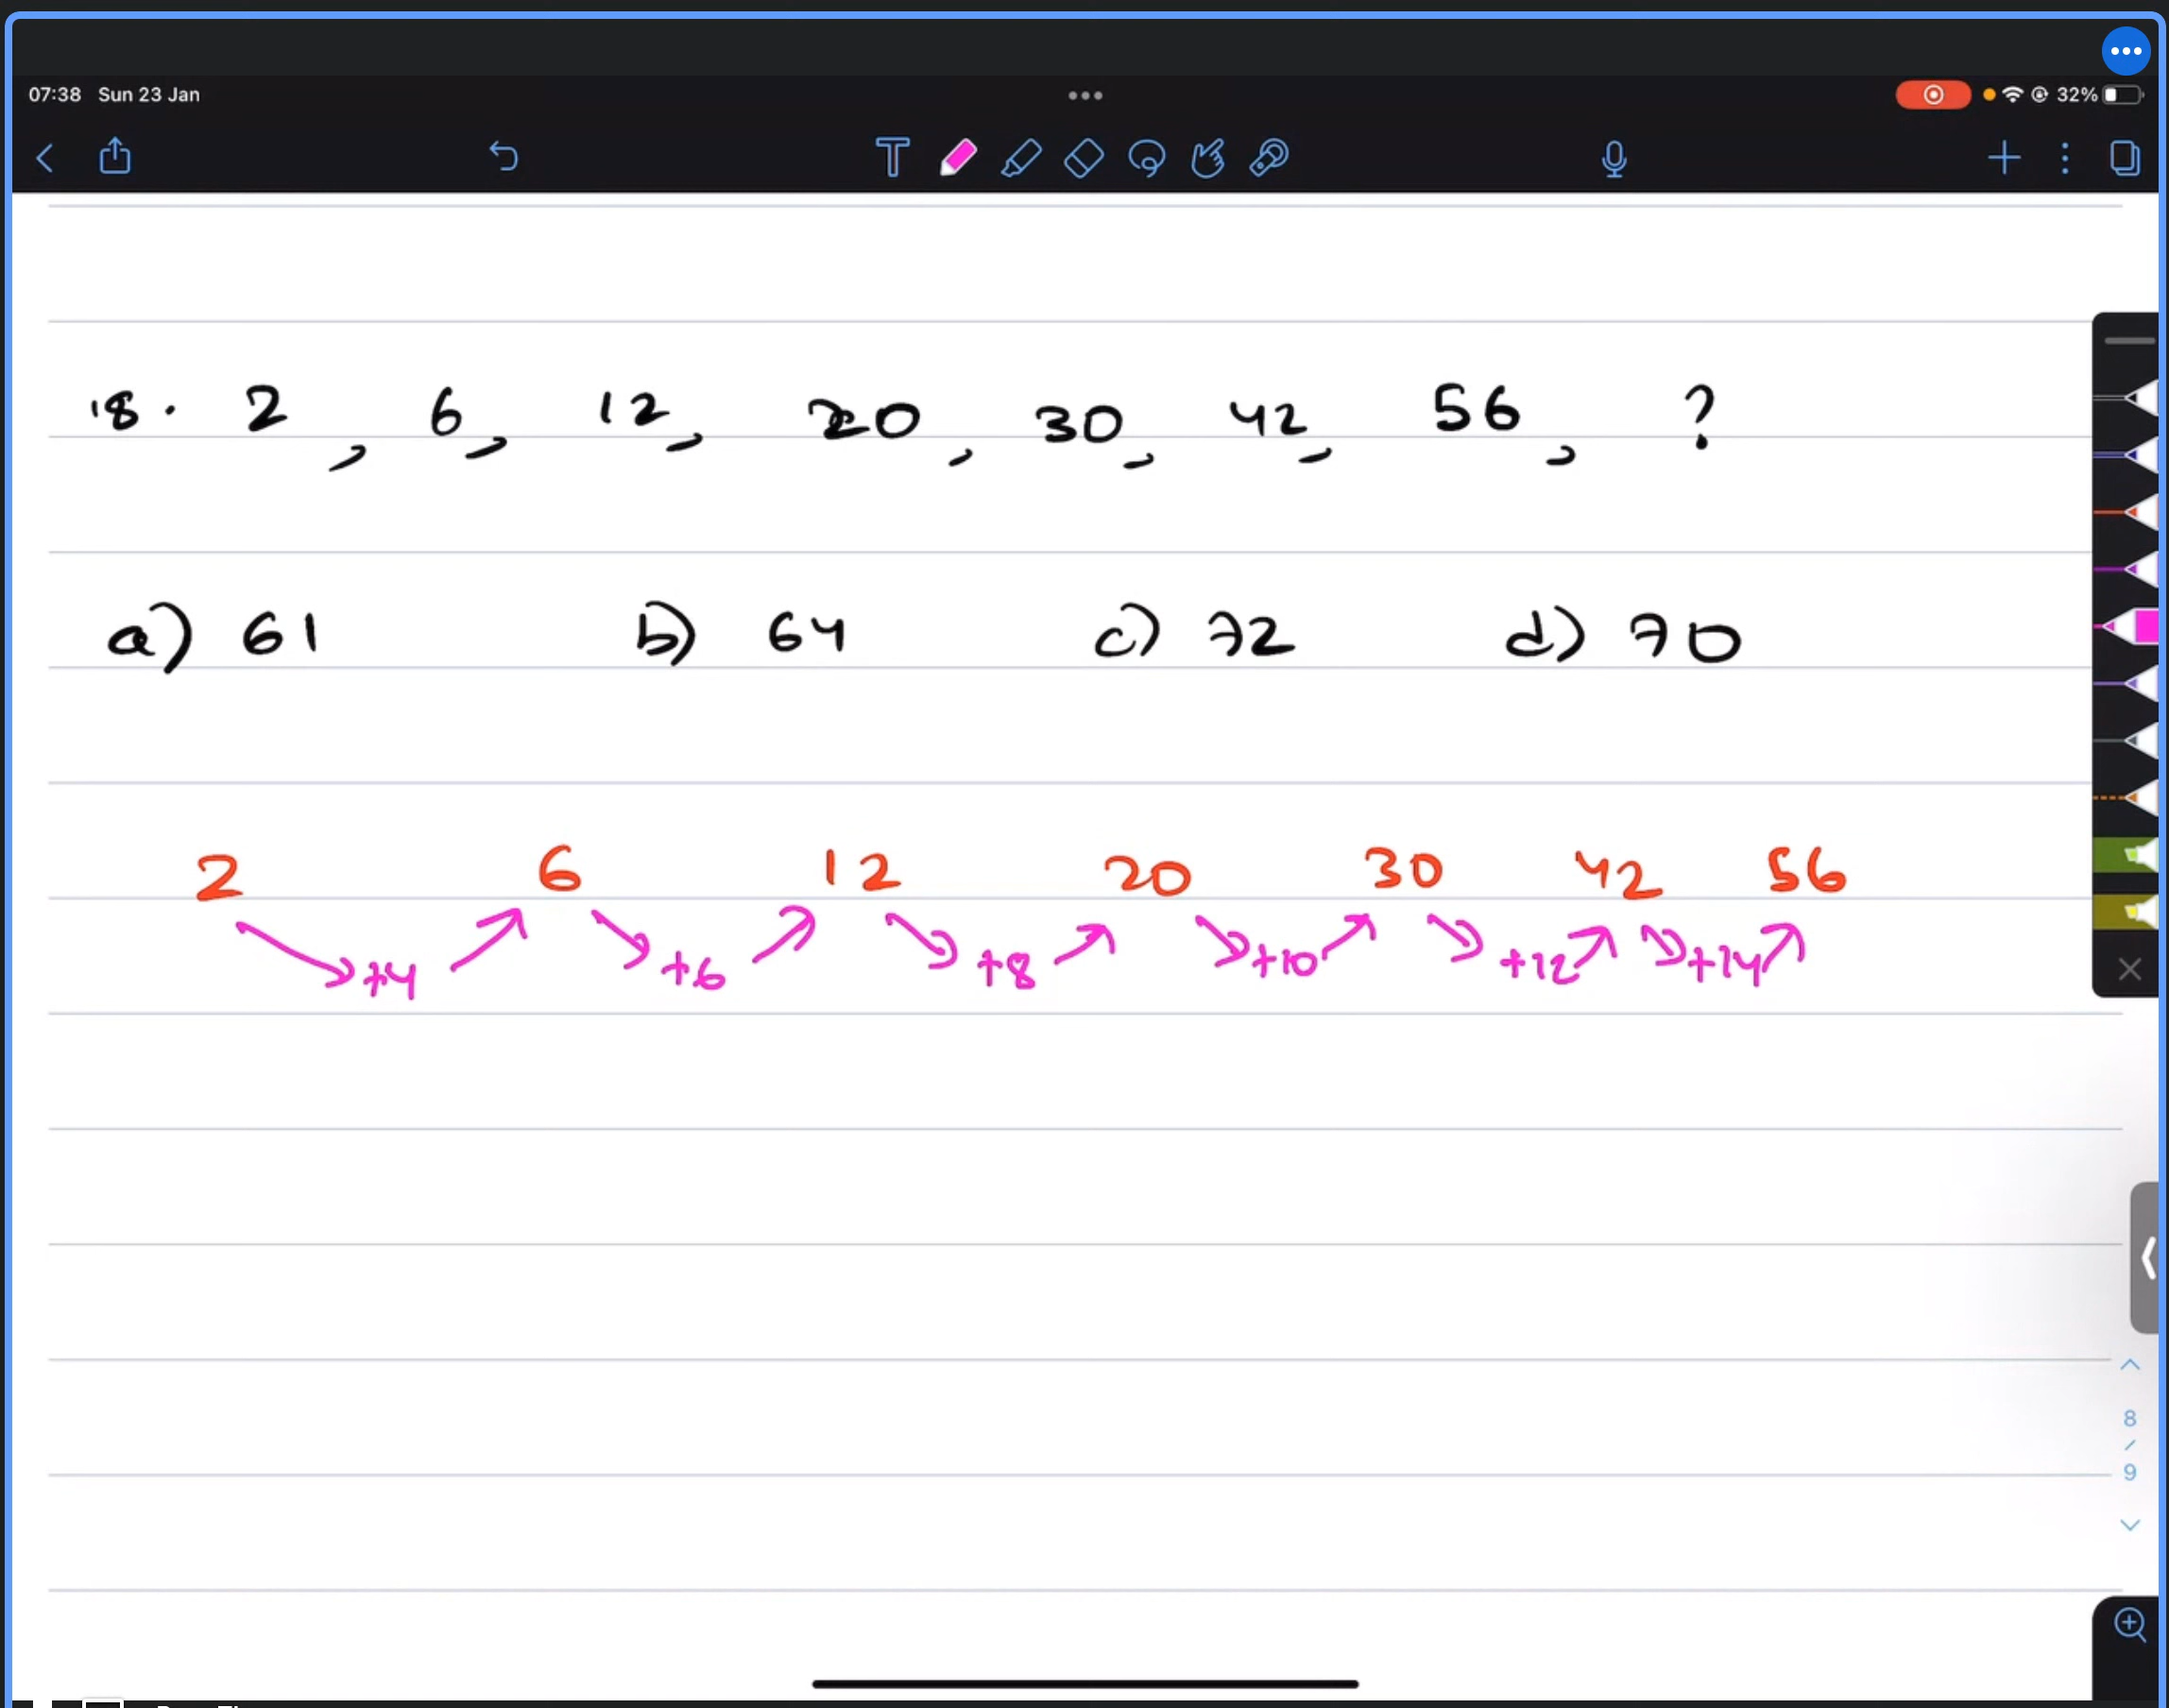 07:38 Sun 23 Jan 32%
18. 2, 6, 12, 20, 30, 42, 56, ?
a) 61 b) 64 c) 72 d) 70
2 6 12 20 30 42 56
+4 +6 +8 +10 +12 +14
8
/
9